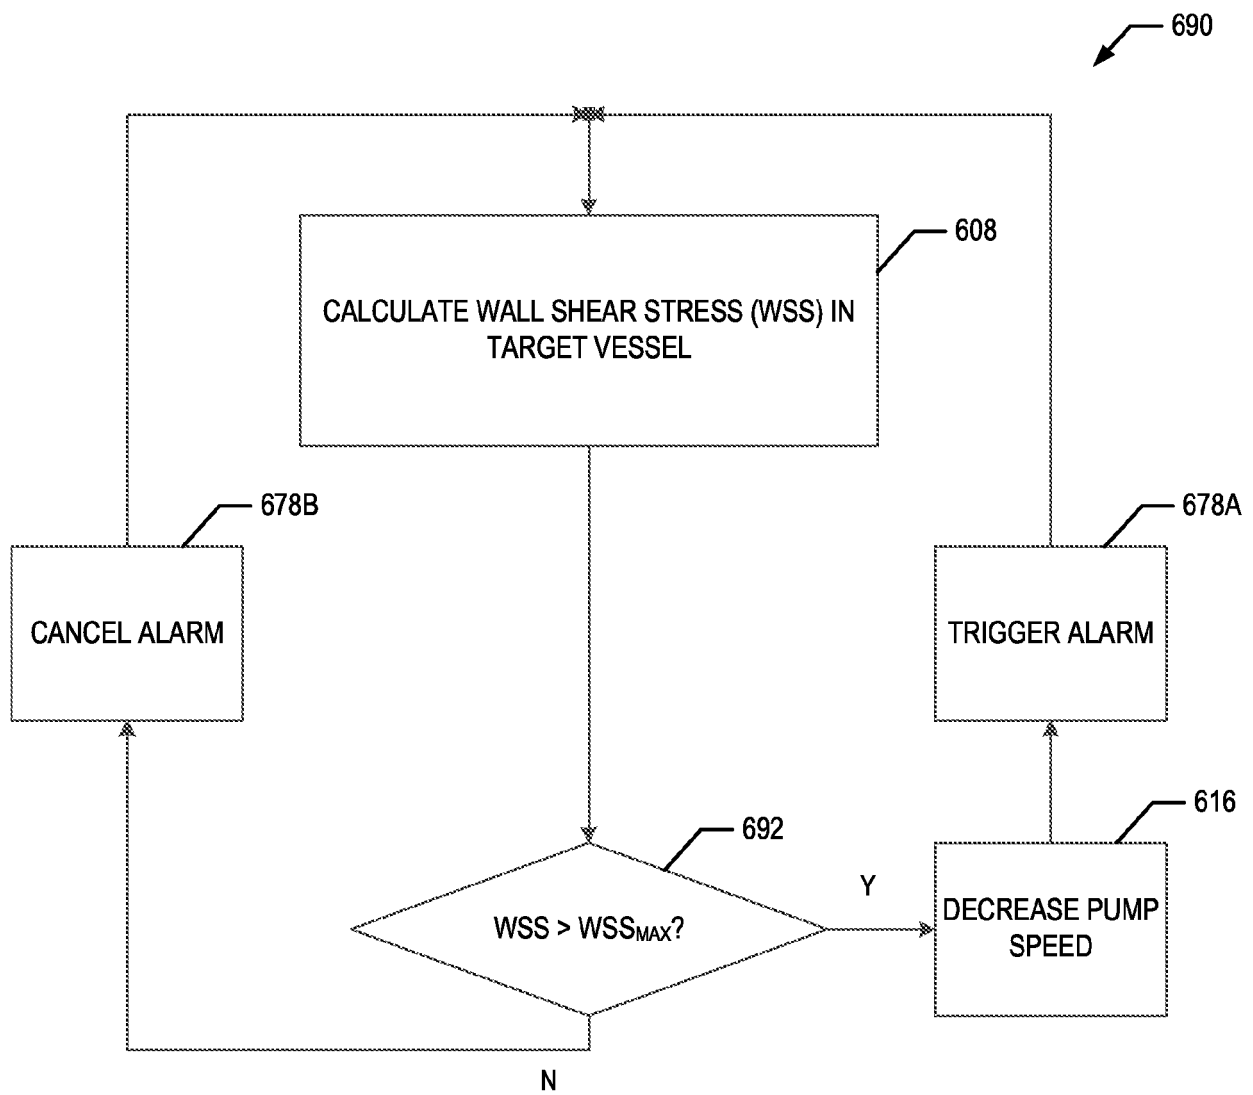 690
608
CALCULATE WALL SHEAR STRESS (WSS) IN
TARGET VESSEL
678B
678A
CANCEL ALARM
TRIGGER ALARM
616
692
Y
WSS > WSSMAX?
DECREASE PUMP
SPEED
N